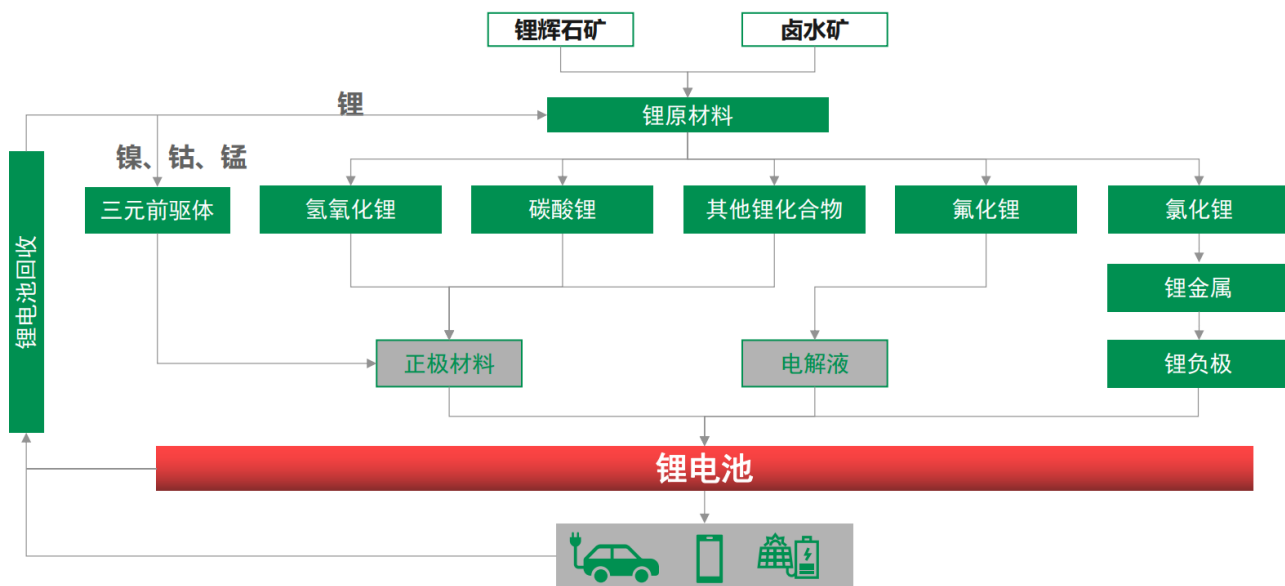 锂辉石矿
卤水矿
锂
锂原材料
镍、钴、锰
三元前驱体
氢氧化锂
碳酸锂
其他锂化合物
氟化锂
氯化锂
锂电池回收
锂金属
正极材料
电解液
锂负极
锂电池